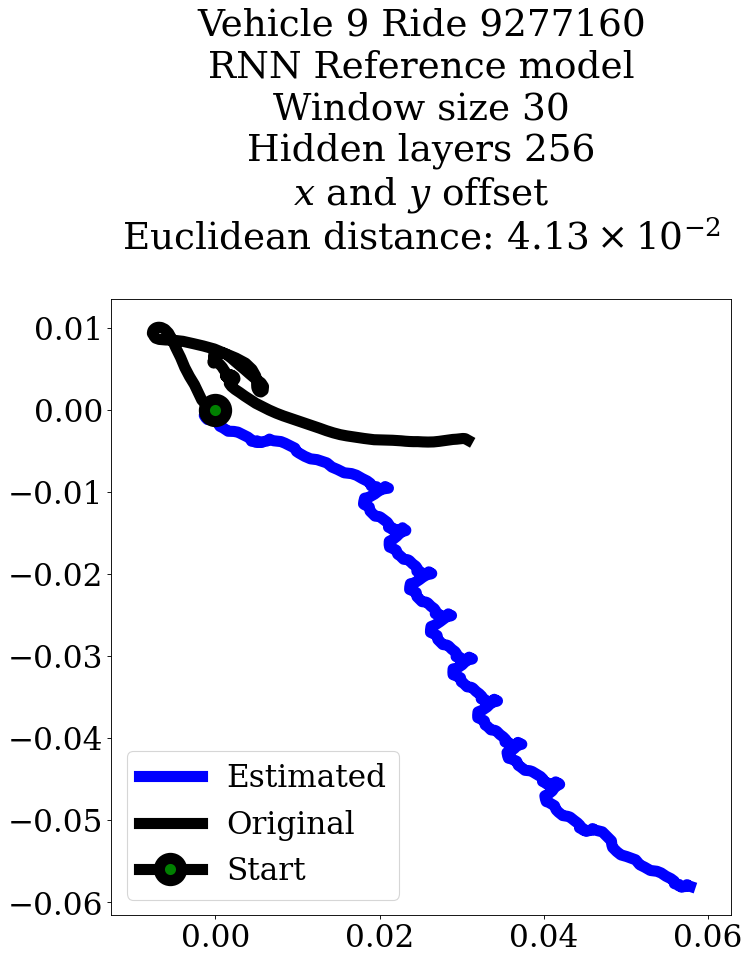 Vehicle 9 Ride 9277160
RNN Reference model
Window size 30
Hidden layers 256
x and y offset
Euclidean distance: 4.13 × 10⁻²
0.01
0.00
−0.01
−0.02
−0.03
−0.04
−0.05
−0.06
Estimated
Original
Start
0.00 0.02 0.04 0.06